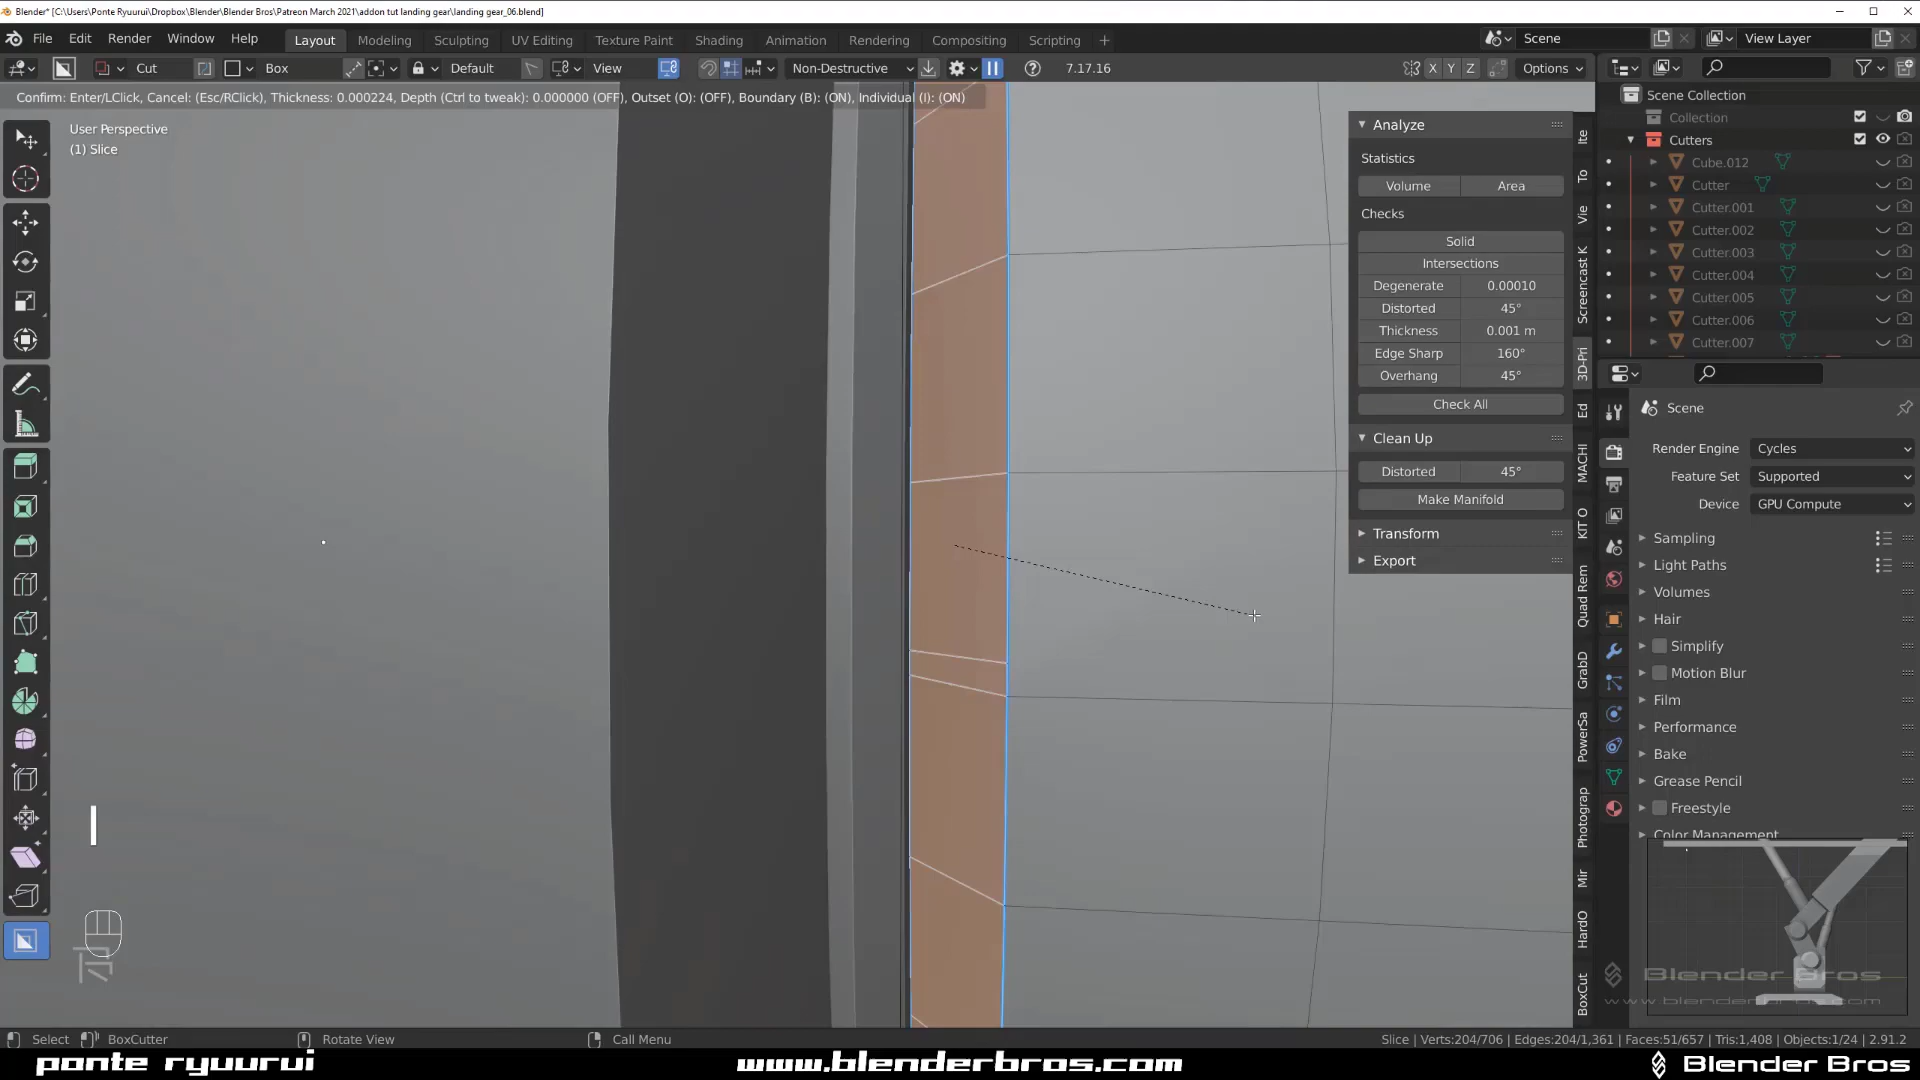 Blender* [C:\Users\Ponte Ryuurui\Dropbox\Blender\Blender Bros\Patreon March 2021\addon tut landing gear\landing gear_06.blend]
File Edit Render Window Help Layout Modeling Sculpting UV Editing Texture Paint Shading Animation Rendering Compositing Scripting + Scene View Layer
Cut Box Default View Non-Destructive 7.17.16 X Y Z Options
Confirm: Enter/LClick, Cancel: (Esc/RClick), Thickness: 0.000224, Depth (Ctrl to tweak): 0.000000 (OFF), Outset (O): (OFF), Boundary (B): (ON), Individual (I): (ON)
User Perspective
(1) Slice
Analyze
Statistics
Volume Area
Checks
Solid
Intersections
Degenerate 0.00010
Distorted 45°
Thickness 0.001 m
Edge Sharp 160°
Overhang 45°
Check All
Clean Up
Distorted 45°
Make Manifold
Transform
Export
Ite
To
Vie
Screencast K
3D-Pri
Ed
MACHI
KIT O
Quad Rem
GrabD
PowerSa
Photograp
Mir
HardO
BoxCut
Scene Collection
Collection
Cutters
Cube.012
Cutter
Cutter.001
Cutter.002
Cutter.003
Cutter.004
Cutter.005
Cutter.006
Cutter.007
Scene
Render Engine Cycles
Feature Set Supported
Device GPU Compute
Sampling
Light Paths
Volumes
Hair
Simplify
Motion Blur
Film
Performance
Bake
Grease Pencil
Freestyle
Color Management
I
Blender Bros
www.blenderbros.com
Select BoxCutter Rotate View Call Menu Slice | Verts:204/706 | Edges:204/1,361 | Faces:51/657 | Tris:1,408 | Objects:1/24 | 2.91.2
ponte ryuurui www.blenderbros.com Blender Bros